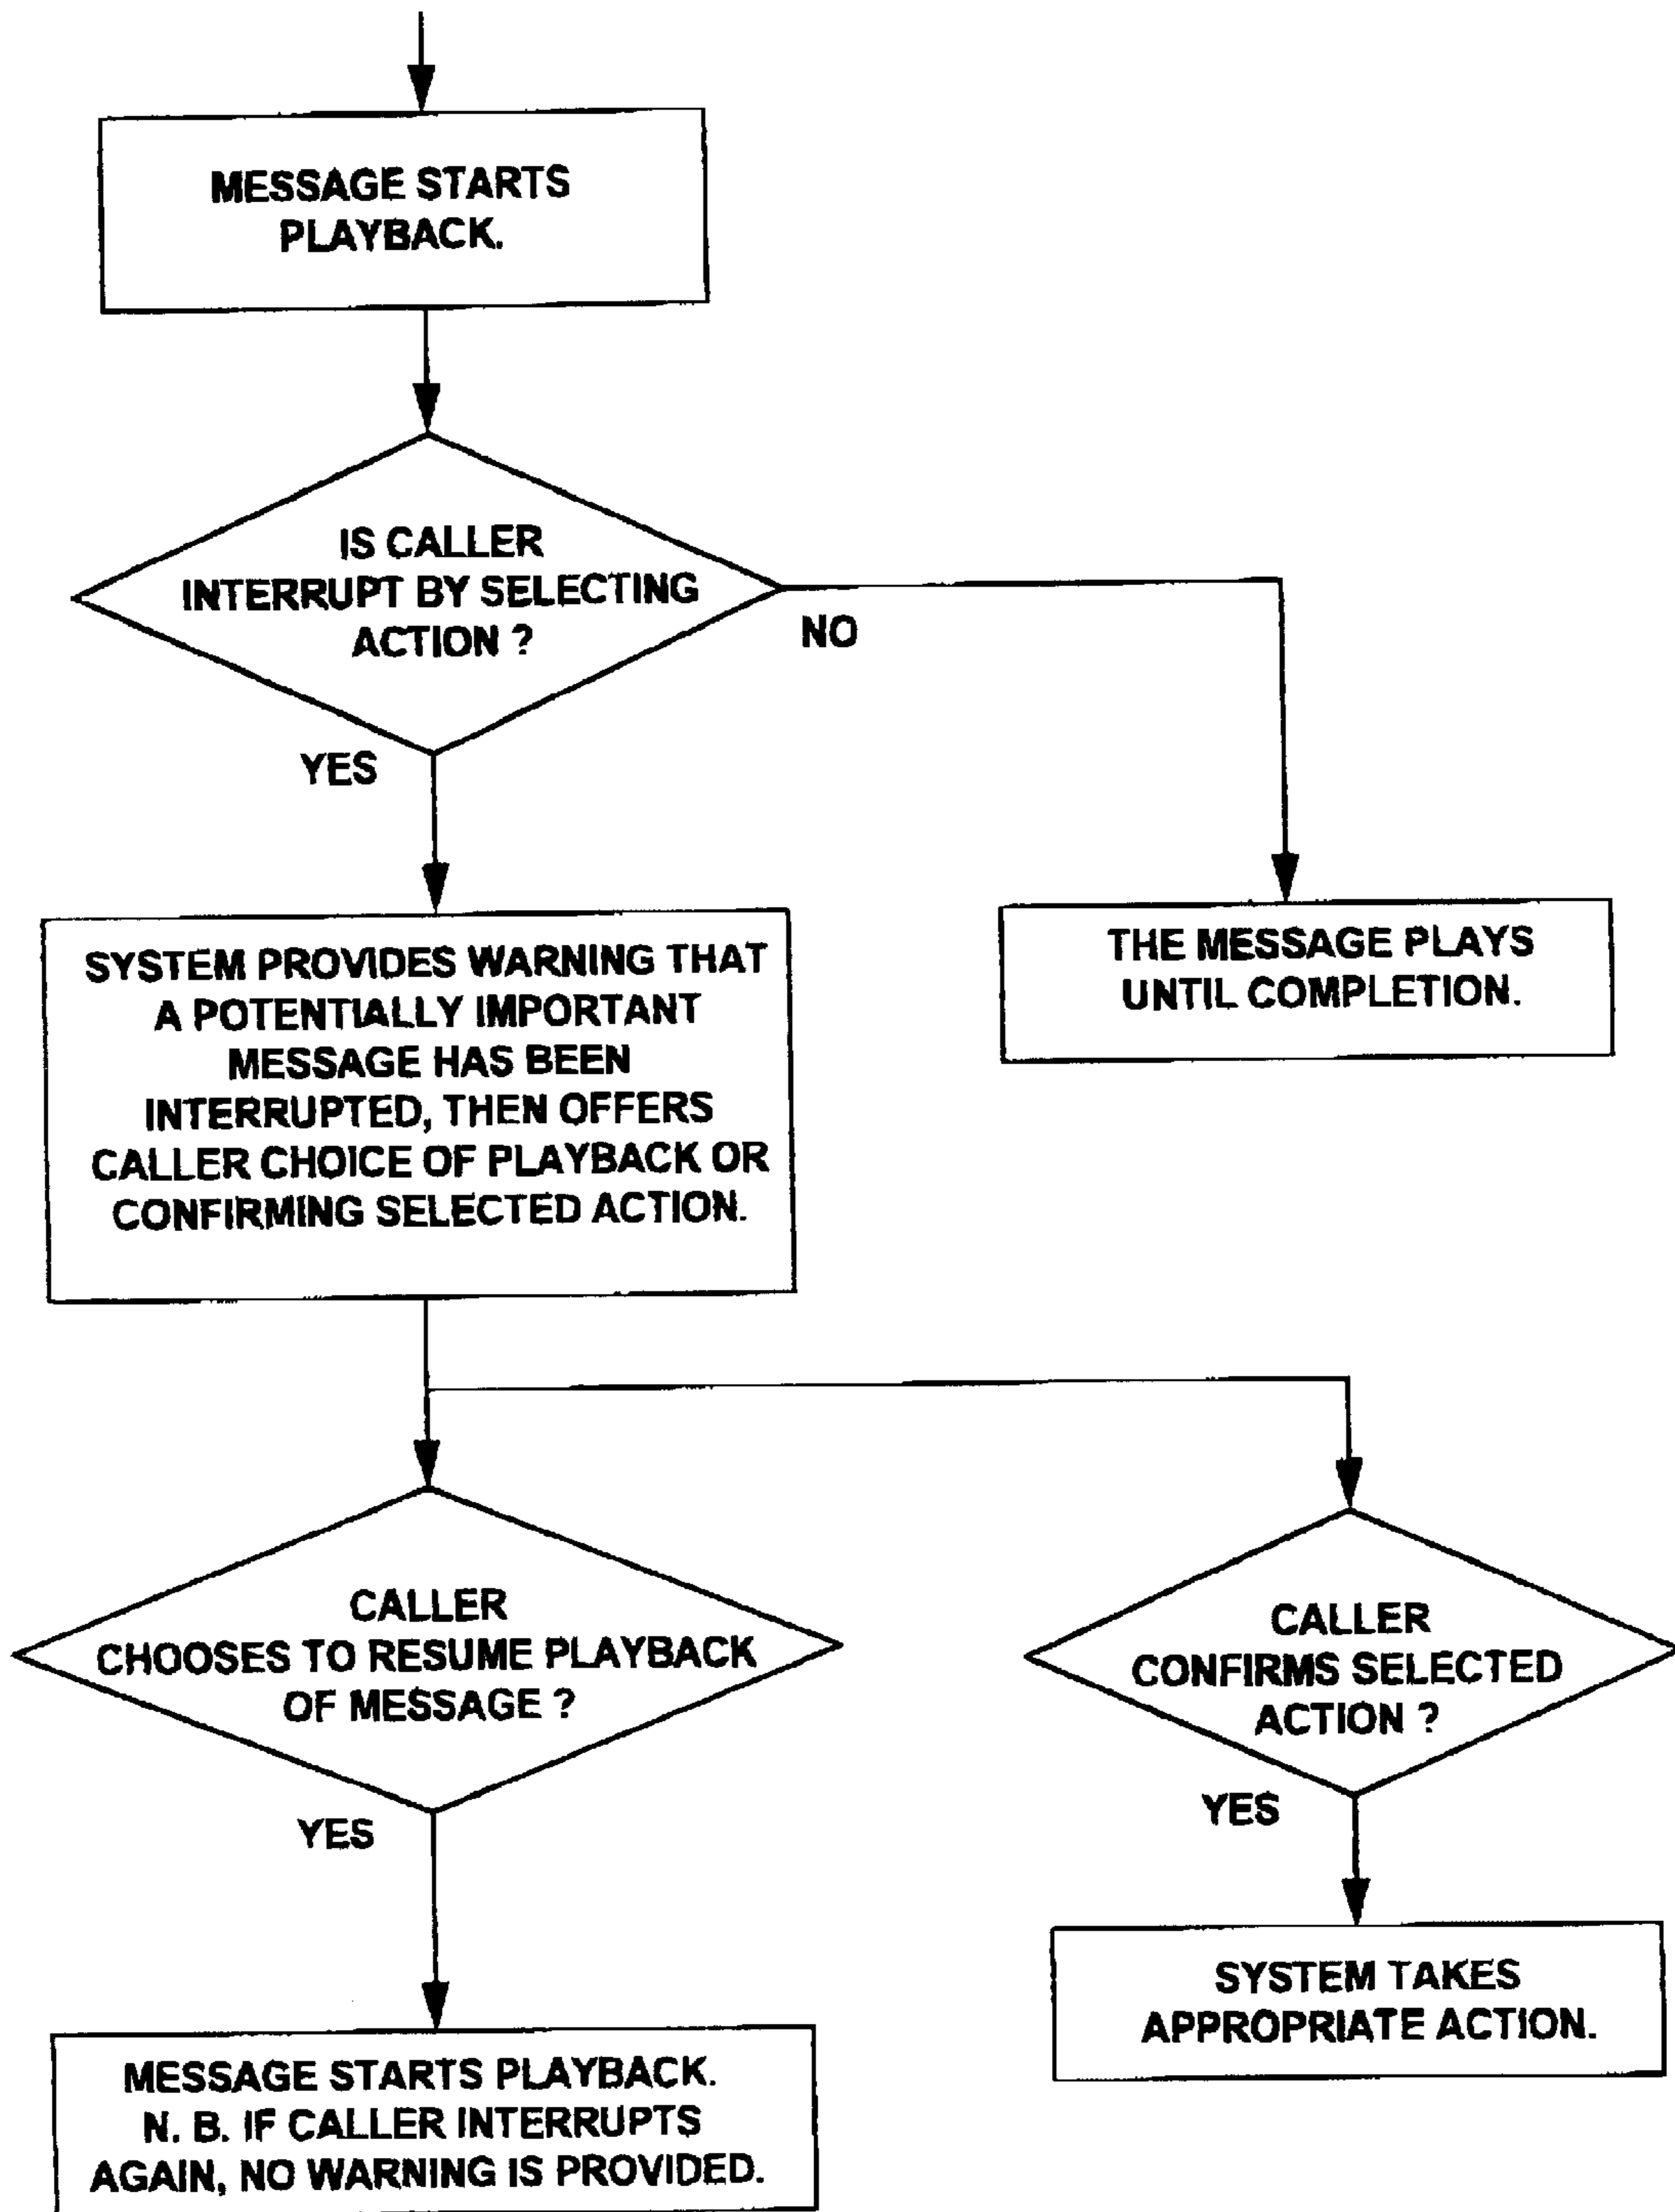 MESSAGE STARTS
PLAYBACK.
IS CALLER
INTERRUPT BY SELECTING
ACTION ?
NO
YES
SYSTEM PROVIDES WARNING THAT
A POTENTIALLY IMPORTANT
MESSAGE HAS BEEN
INTERRUPTED, THEN OFFERS
CALLER CHOICE OF PLAYBACK OR
CONFIRMING SELECTED ACTION.
THE MESSAGE PLAYS
UNTIL COMPLETION.
CALLER
CHOOSES TO RESUME PLAYBACK
OF MESSAGE ?
YES
CALLER
CONFIRMS SELECTED
ACTION ?
YES
MESSAGE STARTS PLAYBACK.
N. B. IF CALLER INTERRUPTS
AGAIN, NO WARNING IS PROVIDED.
SYSTEM TAKES
APPROPRIATE ACTION.